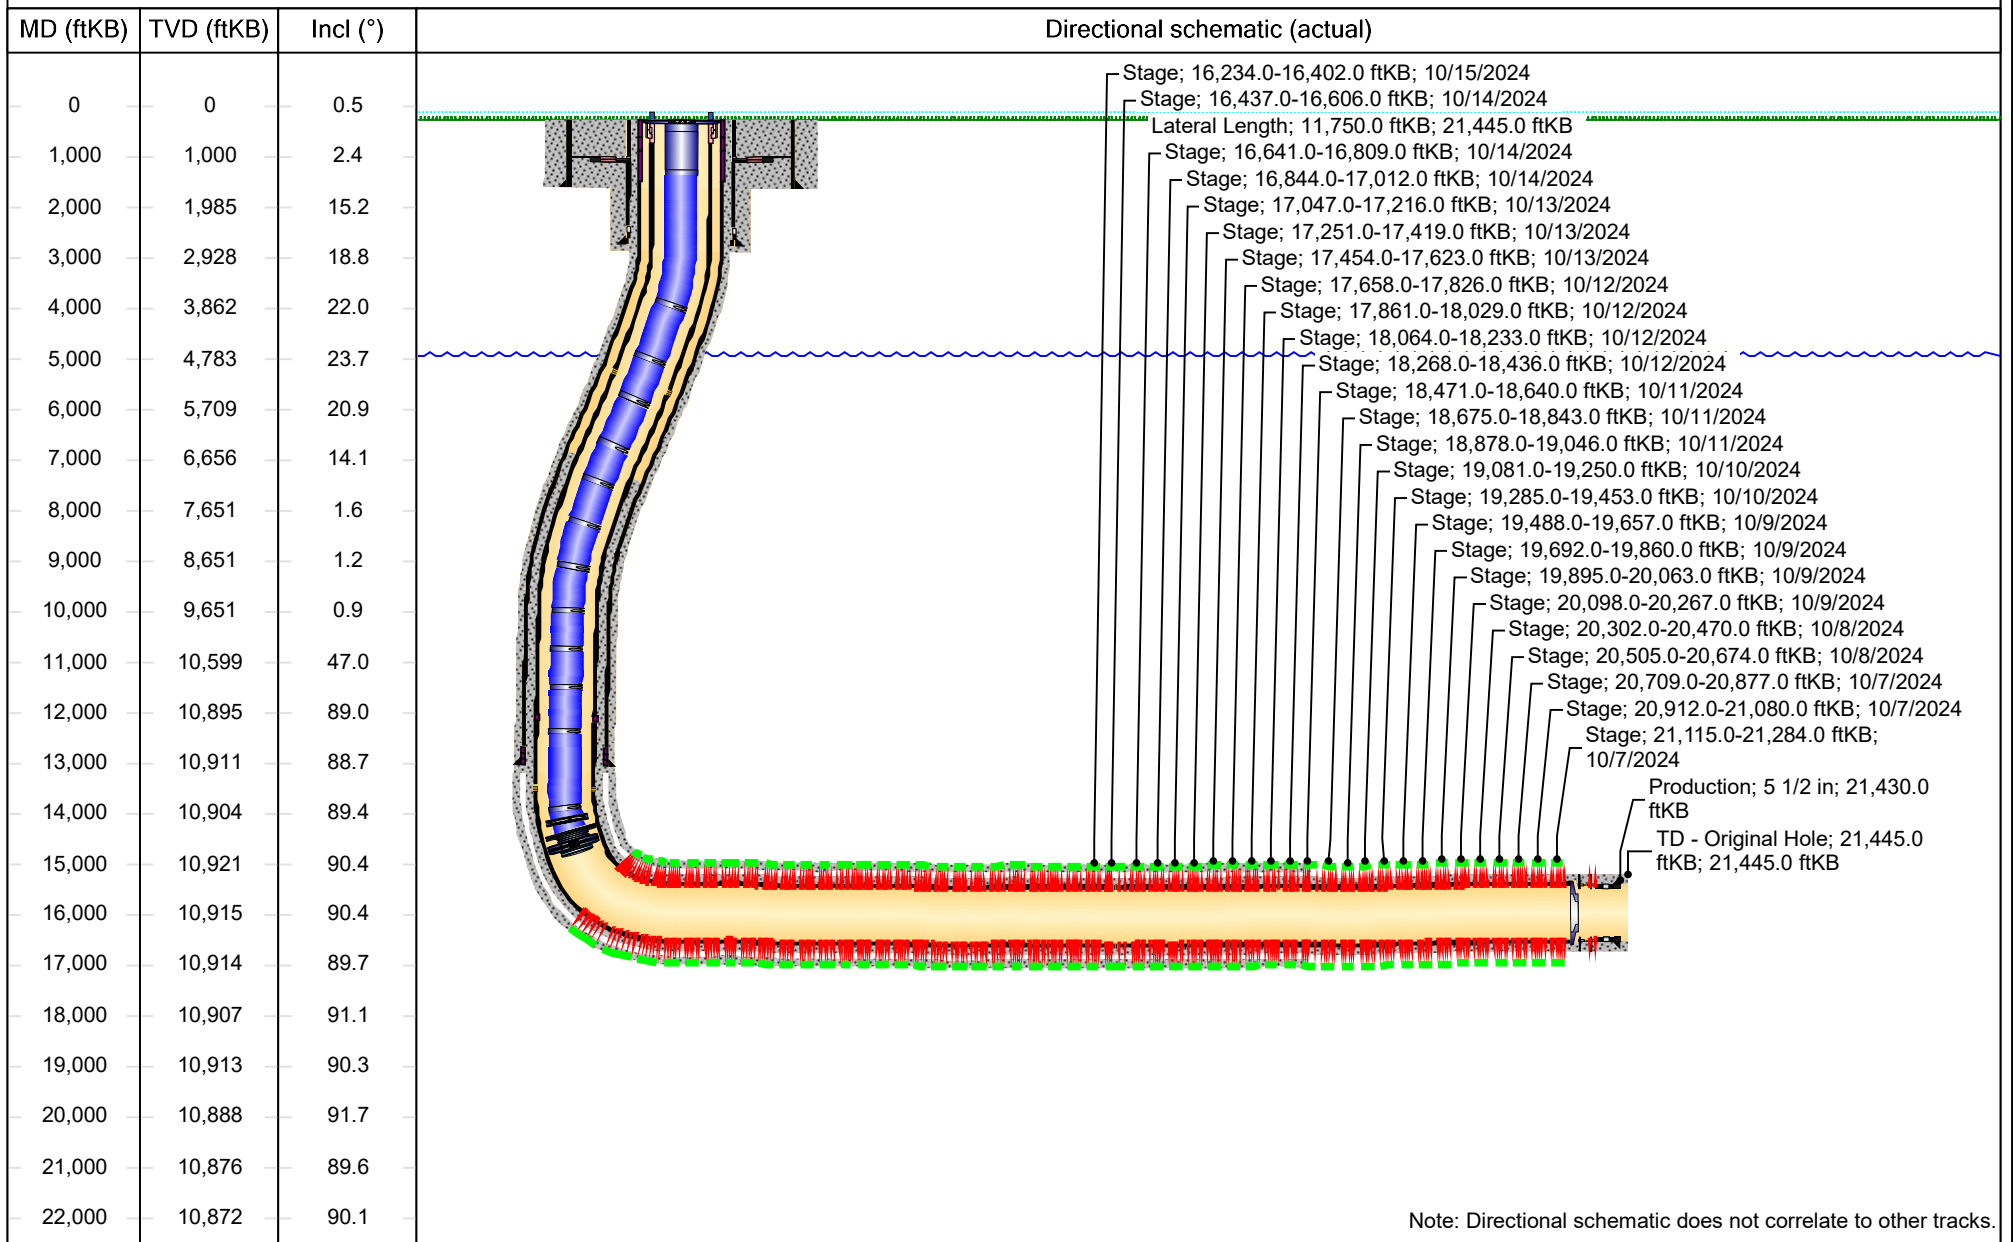 MD (ftKB) TVD (ftKB) Incl (°) Directional schematic (actual)
0 0 0.5
1,000 1,000 2.4
2,000 1,985 15.2
3,000 2,928 18.8
4,000 3,862 22.0
5,000 4,783 23.7
6,000 5,709 20.9
7,000 6,656 14.1
8,000 7,651 1.6
9,000 8,651 1.2
10,000 9,651 0.9
11,000 10,599 47.0
12,000 10,895 89.0
13,000 10,911 88.7
14,000 10,904 89.4
15,000 10,921 90.4
16,000 10,915 90.4
17,000 10,914 89.7
18,000 10,907 91.1
19,000 10,913 90.3
20,000 10,888 91.7
21,000 10,876 89.6
22,000 10,872 90.1
Stage; 16,234.0-16,402.0 ftKB; 10/15/2024
Stage; 16,437.0-16,606.0 ftKB; 10/14/2024
Lateral Length; 11,750.0 ftKB; 21,445.0 ftKB
Stage; 16,641.0-16,809.0 ftKB; 10/14/2024
Stage; 16,844.0-17,012.0 ftKB; 10/14/2024
Stage; 17,047.0-17,216.0 ftKB; 10/13/2024
Stage; 17,251.0-17,419.0 ftKB; 10/13/2024
Stage; 17,454.0-17,623.0 ftKB; 10/13/2024
Stage; 17,658.0-17,826.0 ftKB; 10/12/2024
Stage; 17,861.0-18,029.0 ftKB; 10/12/2024
Stage; 18,064.0-18,233.0 ftKB; 10/12/2024
Stage; 18,268.0-18,436.0 ftKB; 10/12/2024
Stage; 18,471.0-18,640.0 ftKB; 10/11/2024
Stage; 18,675.0-18,843.0 ftKB; 10/11/2024
Stage; 18,878.0-19,046.0 ftKB; 10/11/2024
Stage; 19,081.0-19,250.0 ftKB; 10/10/2024
Stage; 19,285.0-19,453.0 ftKB; 10/10/2024
Stage; 19,488.0-19,657.0 ftKB; 10/9/2024
Stage; 19,692.0-19,860.0 ftKB; 10/9/2024
Stage; 19,895.0-20,063.0 ftKB; 10/9/2024
Stage; 20,098.0-20,267.0 ftKB; 10/9/2024
Stage; 20,302.0-20,470.0 ftKB; 10/8/2024
Stage; 20,505.0-20,674.0 ftKB; 10/8/2024
Stage; 20,709.0-20,877.0 ftKB; 10/7/2024
Stage; 20,912.0-21,080.0 ftKB; 10/7/2024
Stage; 21,115.0-21,284.0 ftKB;
10/7/2024
Production; 5 1/2 in; 21,430.0
ftKB
TD - Original Hole; 21,445.0
ftKB; 21,445.0 ftKB
Note: Directional schematic does not correlate to other tracks.